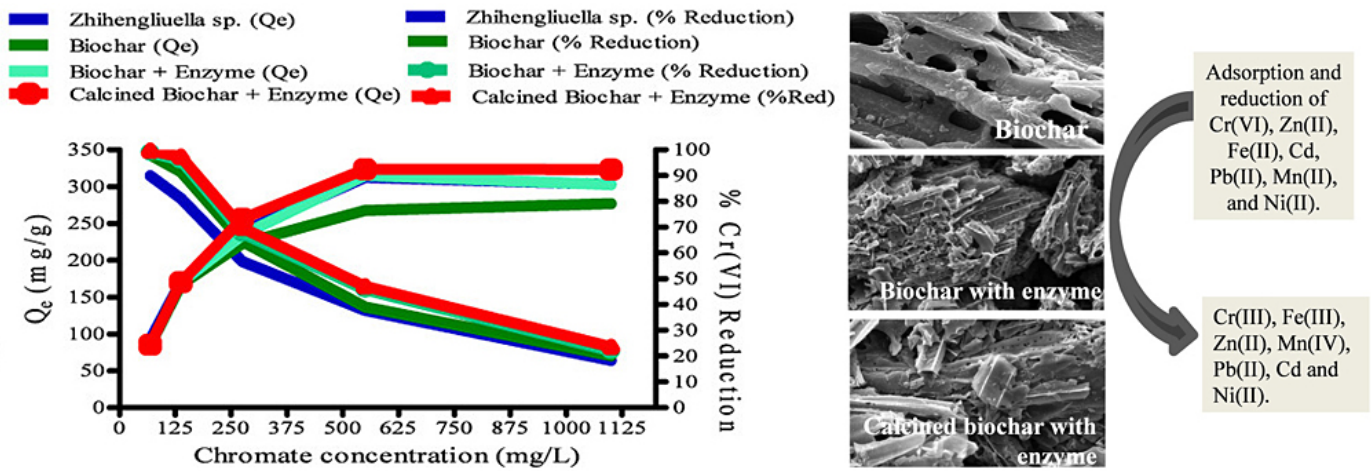 Zhihengliuella sp. (Qe)
Biochar (Qe)
Biochar + Enzyme (Qe)
Calcined Biochar + Enzyme (Qe)
Zhihengliuella sp. (% Reduction)
Biochar (% Reduction)
Biochar + Enzyme (% Reduction)
Calcined Biochar + Enzyme (%Red)
Qe (mg/g)
350
300
250
200
150
100
50
0
100
90
80
70
60
50
40
30
20
10
0
% Cr(VI) Reduction
0 125 250 375 500 625 750 875 1000 1125
Chromate concentration (mg/L)
Biochar
Biochar with enzyme
Calcined biochar with
enzyme
Adsorption and
reduction of
Cr(VI), Zn(II),
Fe(II), Cd,
Pb(II), Mn(II),
and Ni(II).
Cr(III), Fe(III),
Zn(II), Mn(IV),
Pb(II), Cd and
Ni(II).